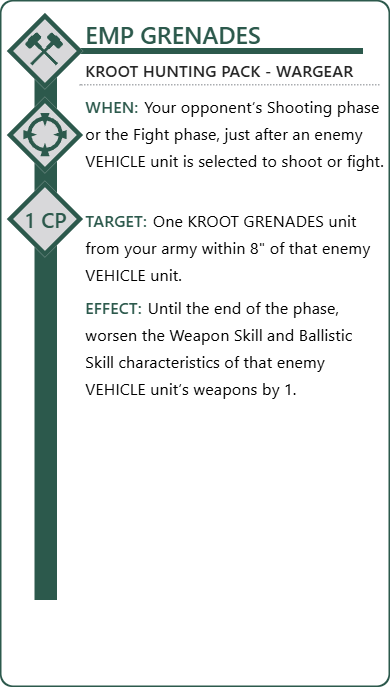 EMP GRENADES
KROOT HUNTING PACK - WARGEAR
WHEN: Your opponent's Shooting phase
or the Fight phase, just after an enemy
VEHICLE unit is selected to shoot or fight.
1 CP
TARGET: One KROOT GRENADES unit
from your army within 8" of that enemy
VEHICLE unit.
EFFECT: Until the end of the phase,
worsen the Weapon Skill and Ballistic
Skill characteristics of that enemy
VEHICLE unit's weapons by 1.